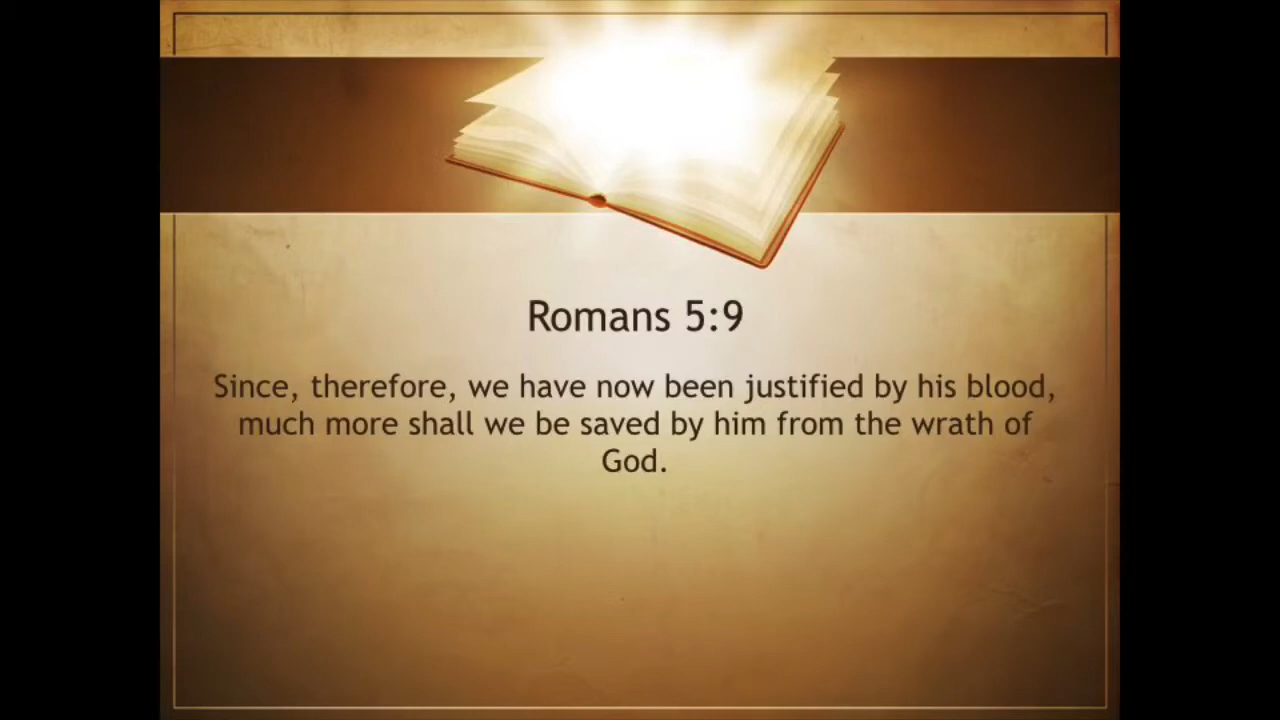 Romans 5:9
Since, therefore, we have now been justified by his blood,
much more shall we be saved by him from the wrath of
God.